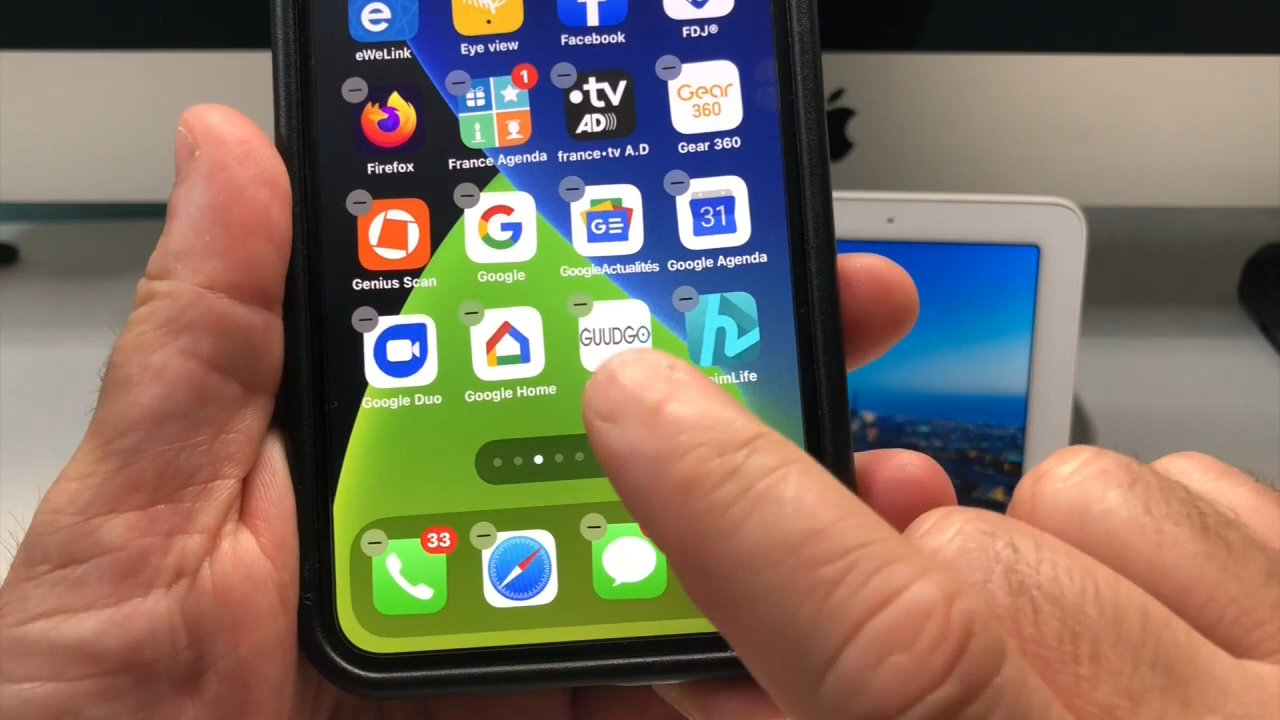 e
eWeLink
Eye view
f
Facebook
FDJ®
Firefox
1
France Agenda
•tv
AD)))
france•tv A.D
Gear
360
Gear 360
Genius Scan
G
Google
G
GoogleActualités
31
Google Agenda
Google Duo
Google Home
GUUDGO
h
imLife
33